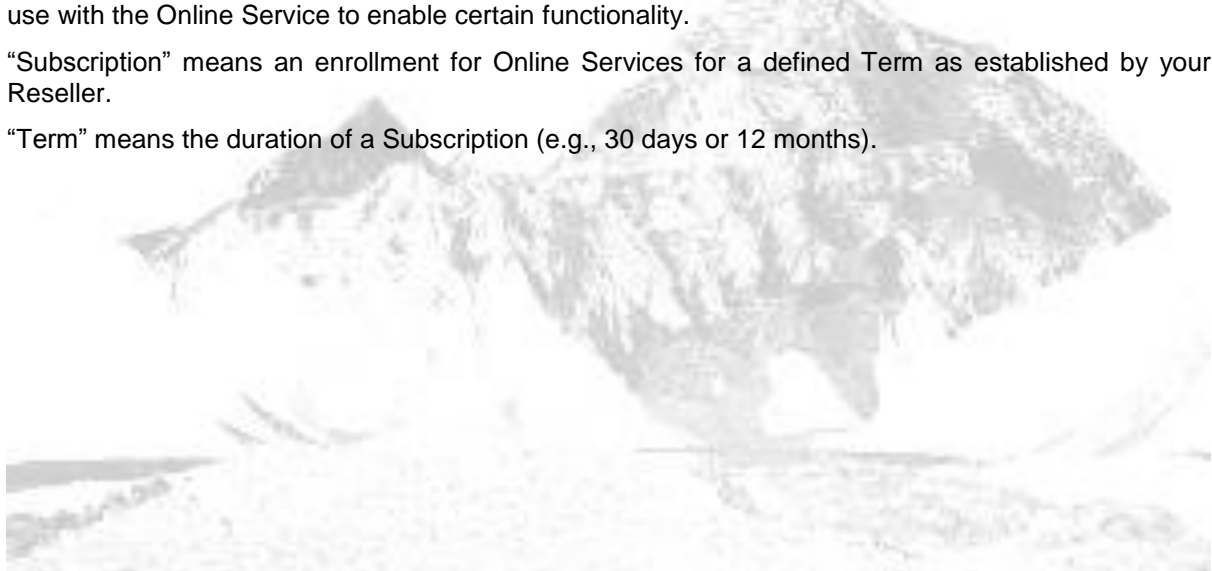 use with the Online Service to enable certain functionality.
“Subscription” means an enrollment for Online Services for a defined Term as established by your
Reseller.
“Term” means the duration of a Subscription (e.g., 30 days or 12 months).